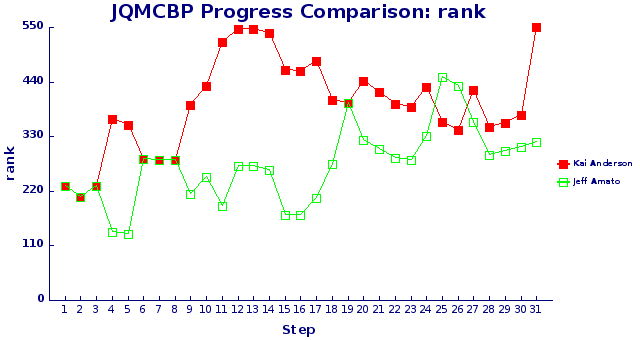 JQMCBP Progress Comparison: rank
550
440
330
220
110
0
rank
1 2 3 4 5 6 7 8 9 10 11 12 13 14 15 16 17 18 19 20 21 22 23 24 25 26 27 28 29 30 31
Step
Kai Anderson
Jeff Amato